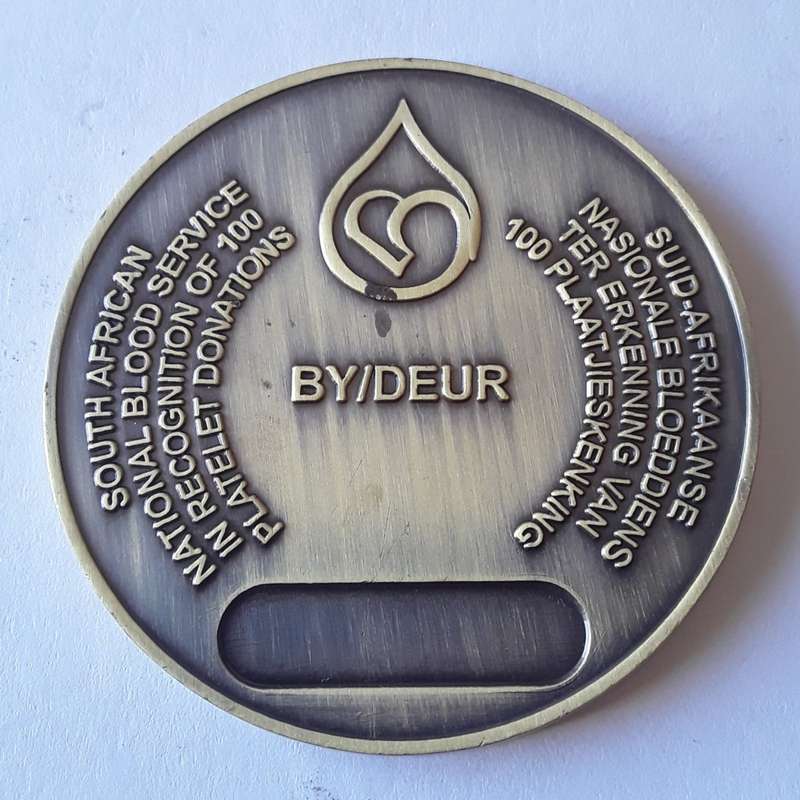 SOUTH AFRICAN
NATIONAL BLOOD SERVICE
IN RECOGNITION OF 100
PLATELET DONATIONS
SUID-AFRIKAANSE
NASIONALE BLOEDDIENS
TER ERKENNING VAN
100 PLAATJIESKENKING
BY/DEUR